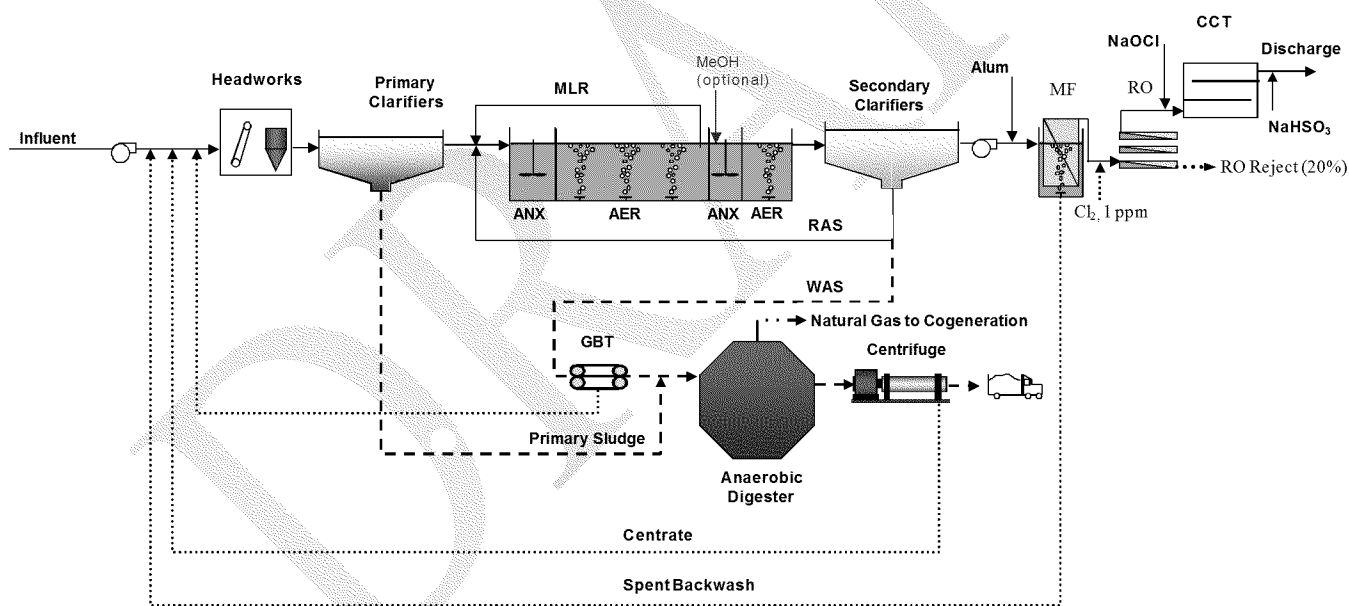 CCT
NaOCl
Discharge
Headworks
MeOH
(optional)
Alum
Primary
Clarifiers
MLR
Secondary
Clarifiers
MF
RO
Influent
NaHSO3
RO Reject (20%)
ANX
AER
ANX
AER
Cl2, 1 ppm
RAS
WAS
Natural Gas to Cogeneration
GBT
Centrifuge
Primary Sludge
Anaerobic
Digester
Centrate
Spent Backwash
DRAFT